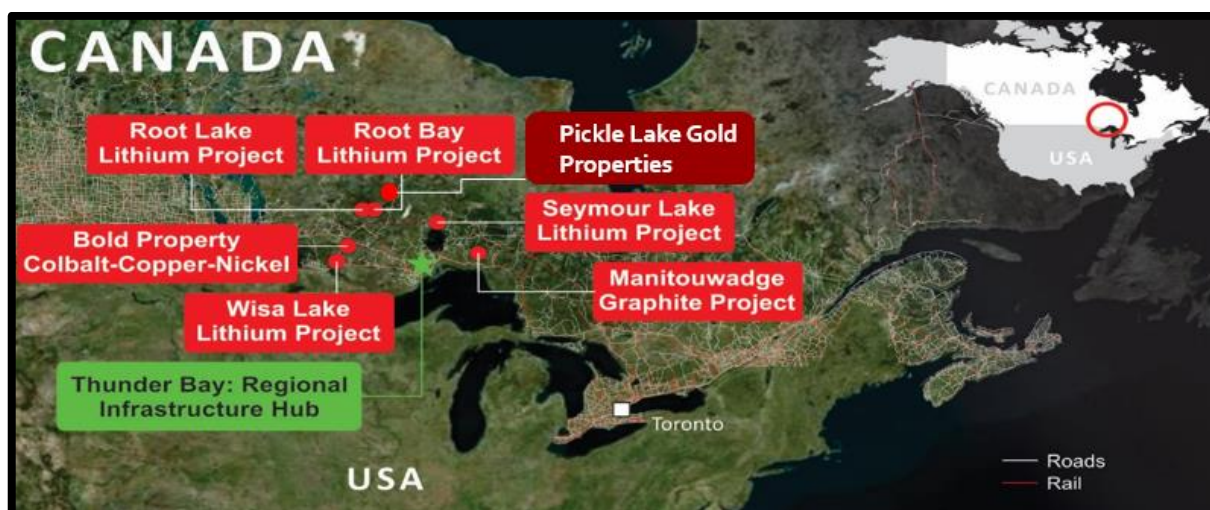 CANADA
CANADA
USA
Root Lake
Lithium Project
Root Bay
Lithium Project
Pickle Lake Gold
Properties
Seymour Lake
Lithium Project
Bold Property
Colbalt-Copper-Nickel
Manitouwadge
Graphite Project
Wisa Lake
Lithium Project
Thunder Bay: Regional
Infrastructure Hub
Toronto
USA
Roads
Rail